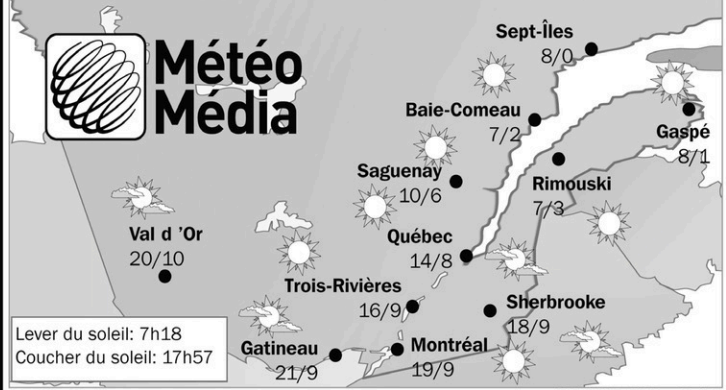 Météo
Média
Sept-Îles
8/0
Baie-Comeau
7/2
Gaspé
8/1
Saguenay
10/6
Rimouski
7/3
Val d 'Or
20/10
Québec
14/8
Trois-Rivières
16/9
Sherbrooke
18/9
Gatineau
21/9
Montréal
19/9
Lever du soleil: 7h18
Coucher du soleil: 17h57